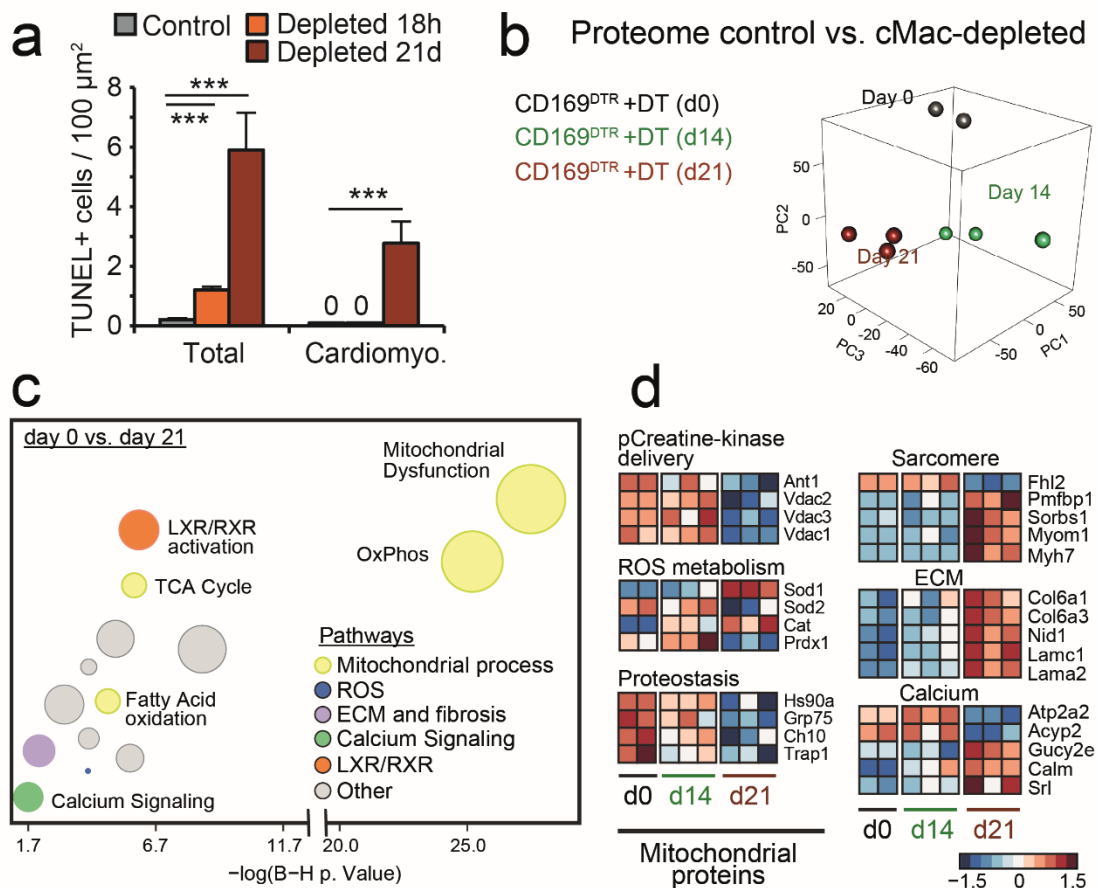 a
Control
Depleted 18h
Depleted 21d
TUNEL+ cells / 100 µm²
8
6
4
2
0
***
***
***
0 0
Total
Cardiomyo.
b
Proteome control vs. cMac-depleted
CD169DTR +DT (d0)
CD169DTR +DT (d14)
CD169DTR +DT (d21)
Day 0
Day 14
Day 21
PC2
50
0
-50
PC3
20
0
-20
-40
-60
PC1
-50
0
50
c
day 0 vs. day 21
Mitochondrial
Dysfunction
OxPhos
LXR/RXR
activation
TCA Cycle
Fatty Acid
oxidation
Calcium Signaling
Pathways
Mitochondrial process
ROS
ECM and fibrosis
Calcium Signaling
LXR/RXR
Other
1.7 6.7 11.7 20.0 25.0
-log(B-H p. Value)
d
pCreatine-kinase
delivery
Ant1
Vdac2
Vdac3
Vdac1
ROS metabolism
Sod1
Sod2
Cat
Prdx1
Proteostasis
Hs90a
Grp75
Ch10
Trap1
d0 d14 d21
Mitochondrial
proteins
Sarcomere
Fhl2
Pmfbp1
Sorbs1
Myom1
Myh7
ECM
Col6a1
Col6a3
Nid1
Lamc1
Lama2
Calcium
Atp2a2
Acyp2
Gucy2e
Calm
Srl
d0 d14 d21
-1.5 0 1.5